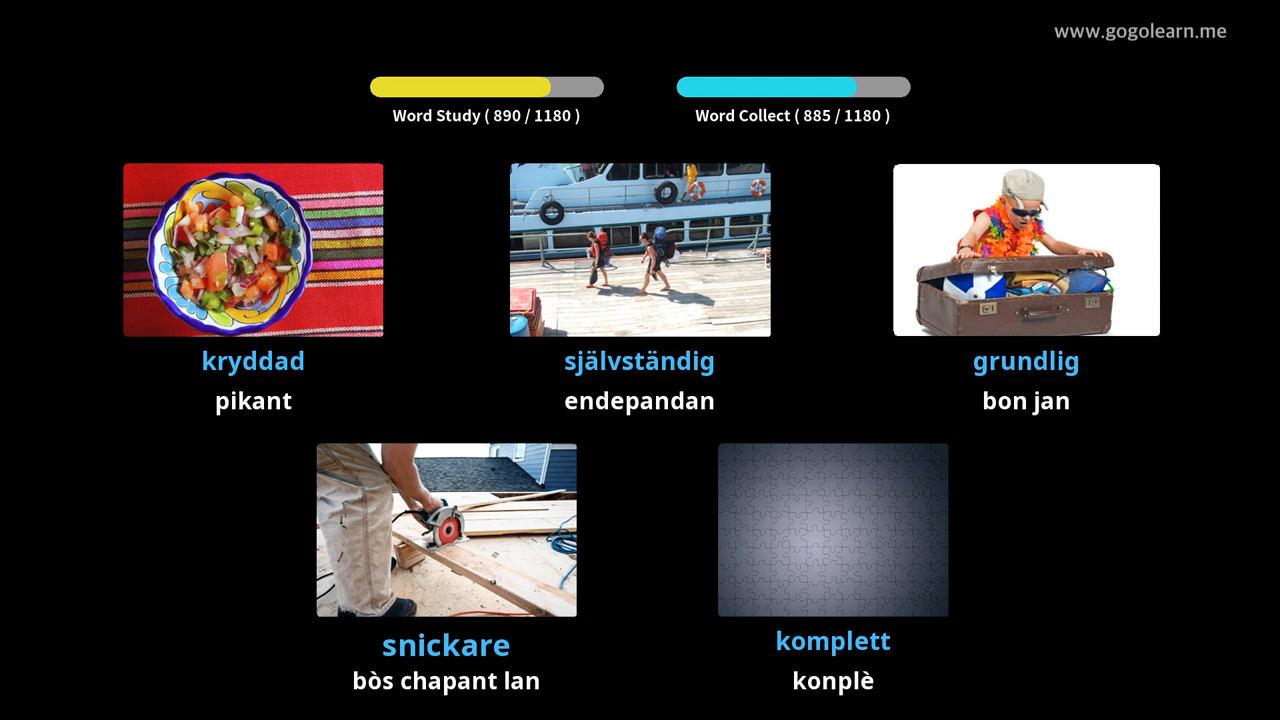 www.gogolearn.me
Word Study ( 890 / 1180 )
Word Collect ( 885 / 1180 )
kryddad
pikant
självständig
endepandan
grundlig
bon jan
snickare
bòs chapant lan
komplett
konplè